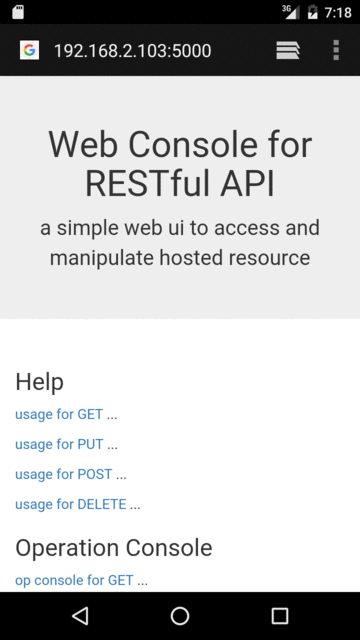 3G 7:18
192.168.2.103:5000
Web Console for
RESTful API
a simple web ui to access and
manipulate hosted resource
Help
usage for GET ...
usage for PUT ...
usage for POST ...
usage for DELETE ...
Operation Console
op console for GET ...